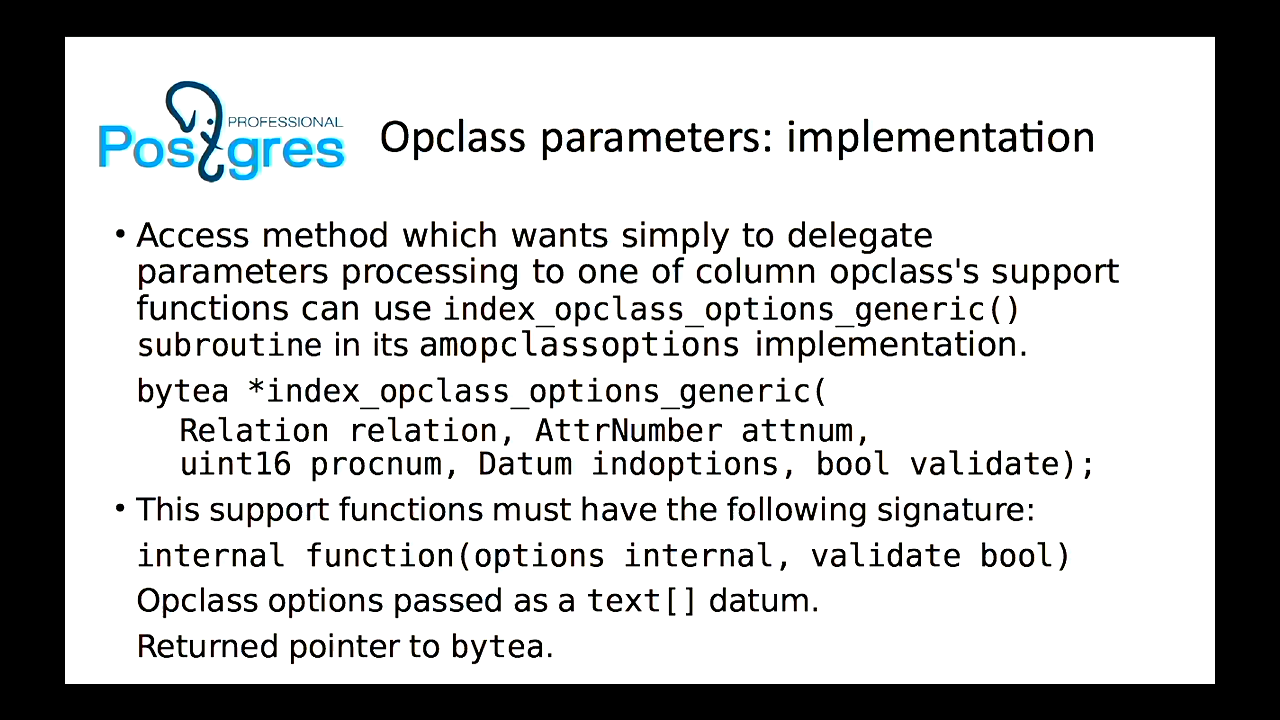 Postgres PROFESSIONAL
Opclass parameters: implementation
• Access method which wants simply to delegate
parameters processing to one of column opclass's support
functions can use index_opclass_options_generic()
subroutine in its amopclassoptions implementation.
bytea *index_opclass_options_generic(
Relation relation, AttrNumber attnum,
uint16 procnum, Datum indoptions, bool validate);
• This support functions must have the following signature:
internal function(options internal, validate bool)
Opclass options passed as a text[] datum.
Returned pointer to bytea.